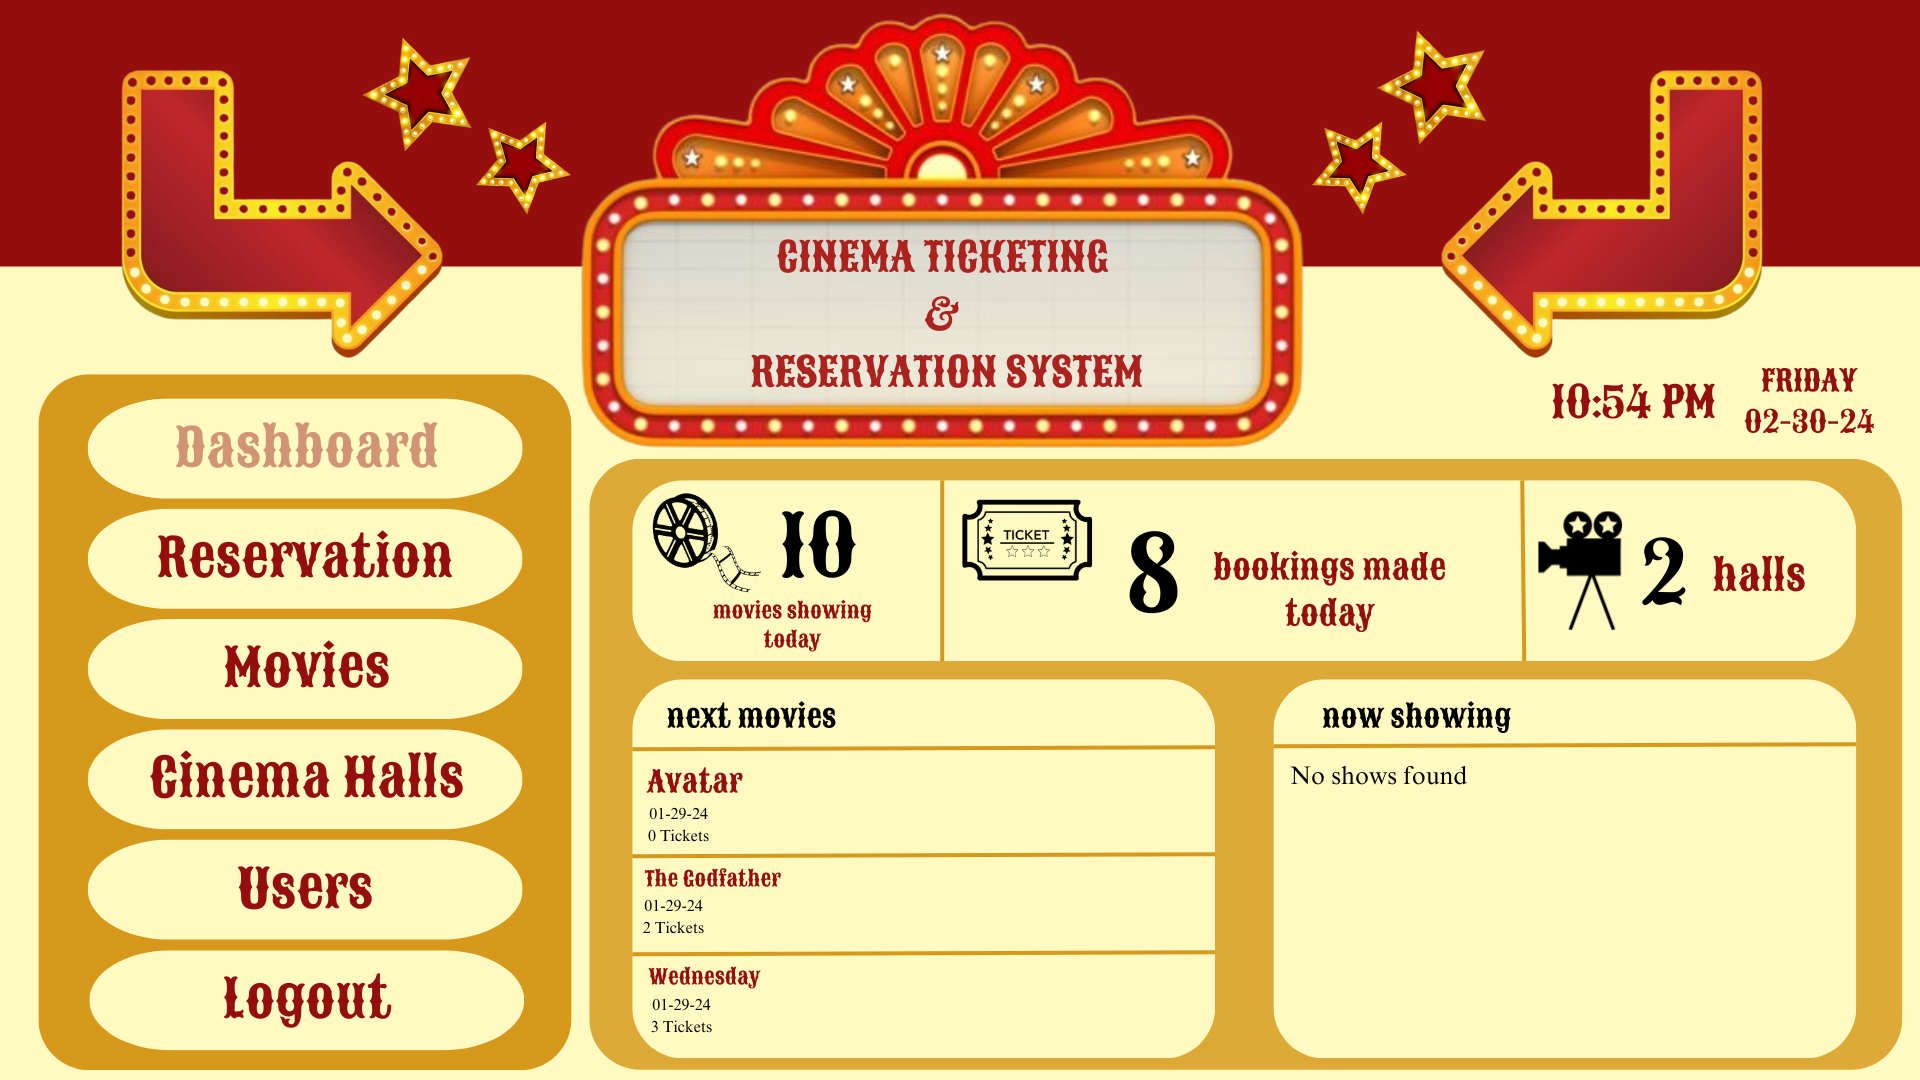 CINEMA TICKETING
&
RESERVATION SYSTEM
10:54 PM
FRIDAY
02-30-24
Dashboard
Reservation
Movies
Cinema Halls
Users
Logout
10
movies showing
today
TICKET
8
bookings made
today
2 halls
next movies
Avatar
01-29-24
0 Tickets
The Godfather
01-29-24
2 Tickets
Wednesday
01-29-24
3 Tickets
now showing
No shows found